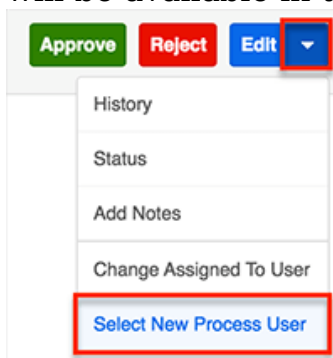 Approve Reject Edit
History
Status
Add Notes
Change Assigned To User
Select New Process User